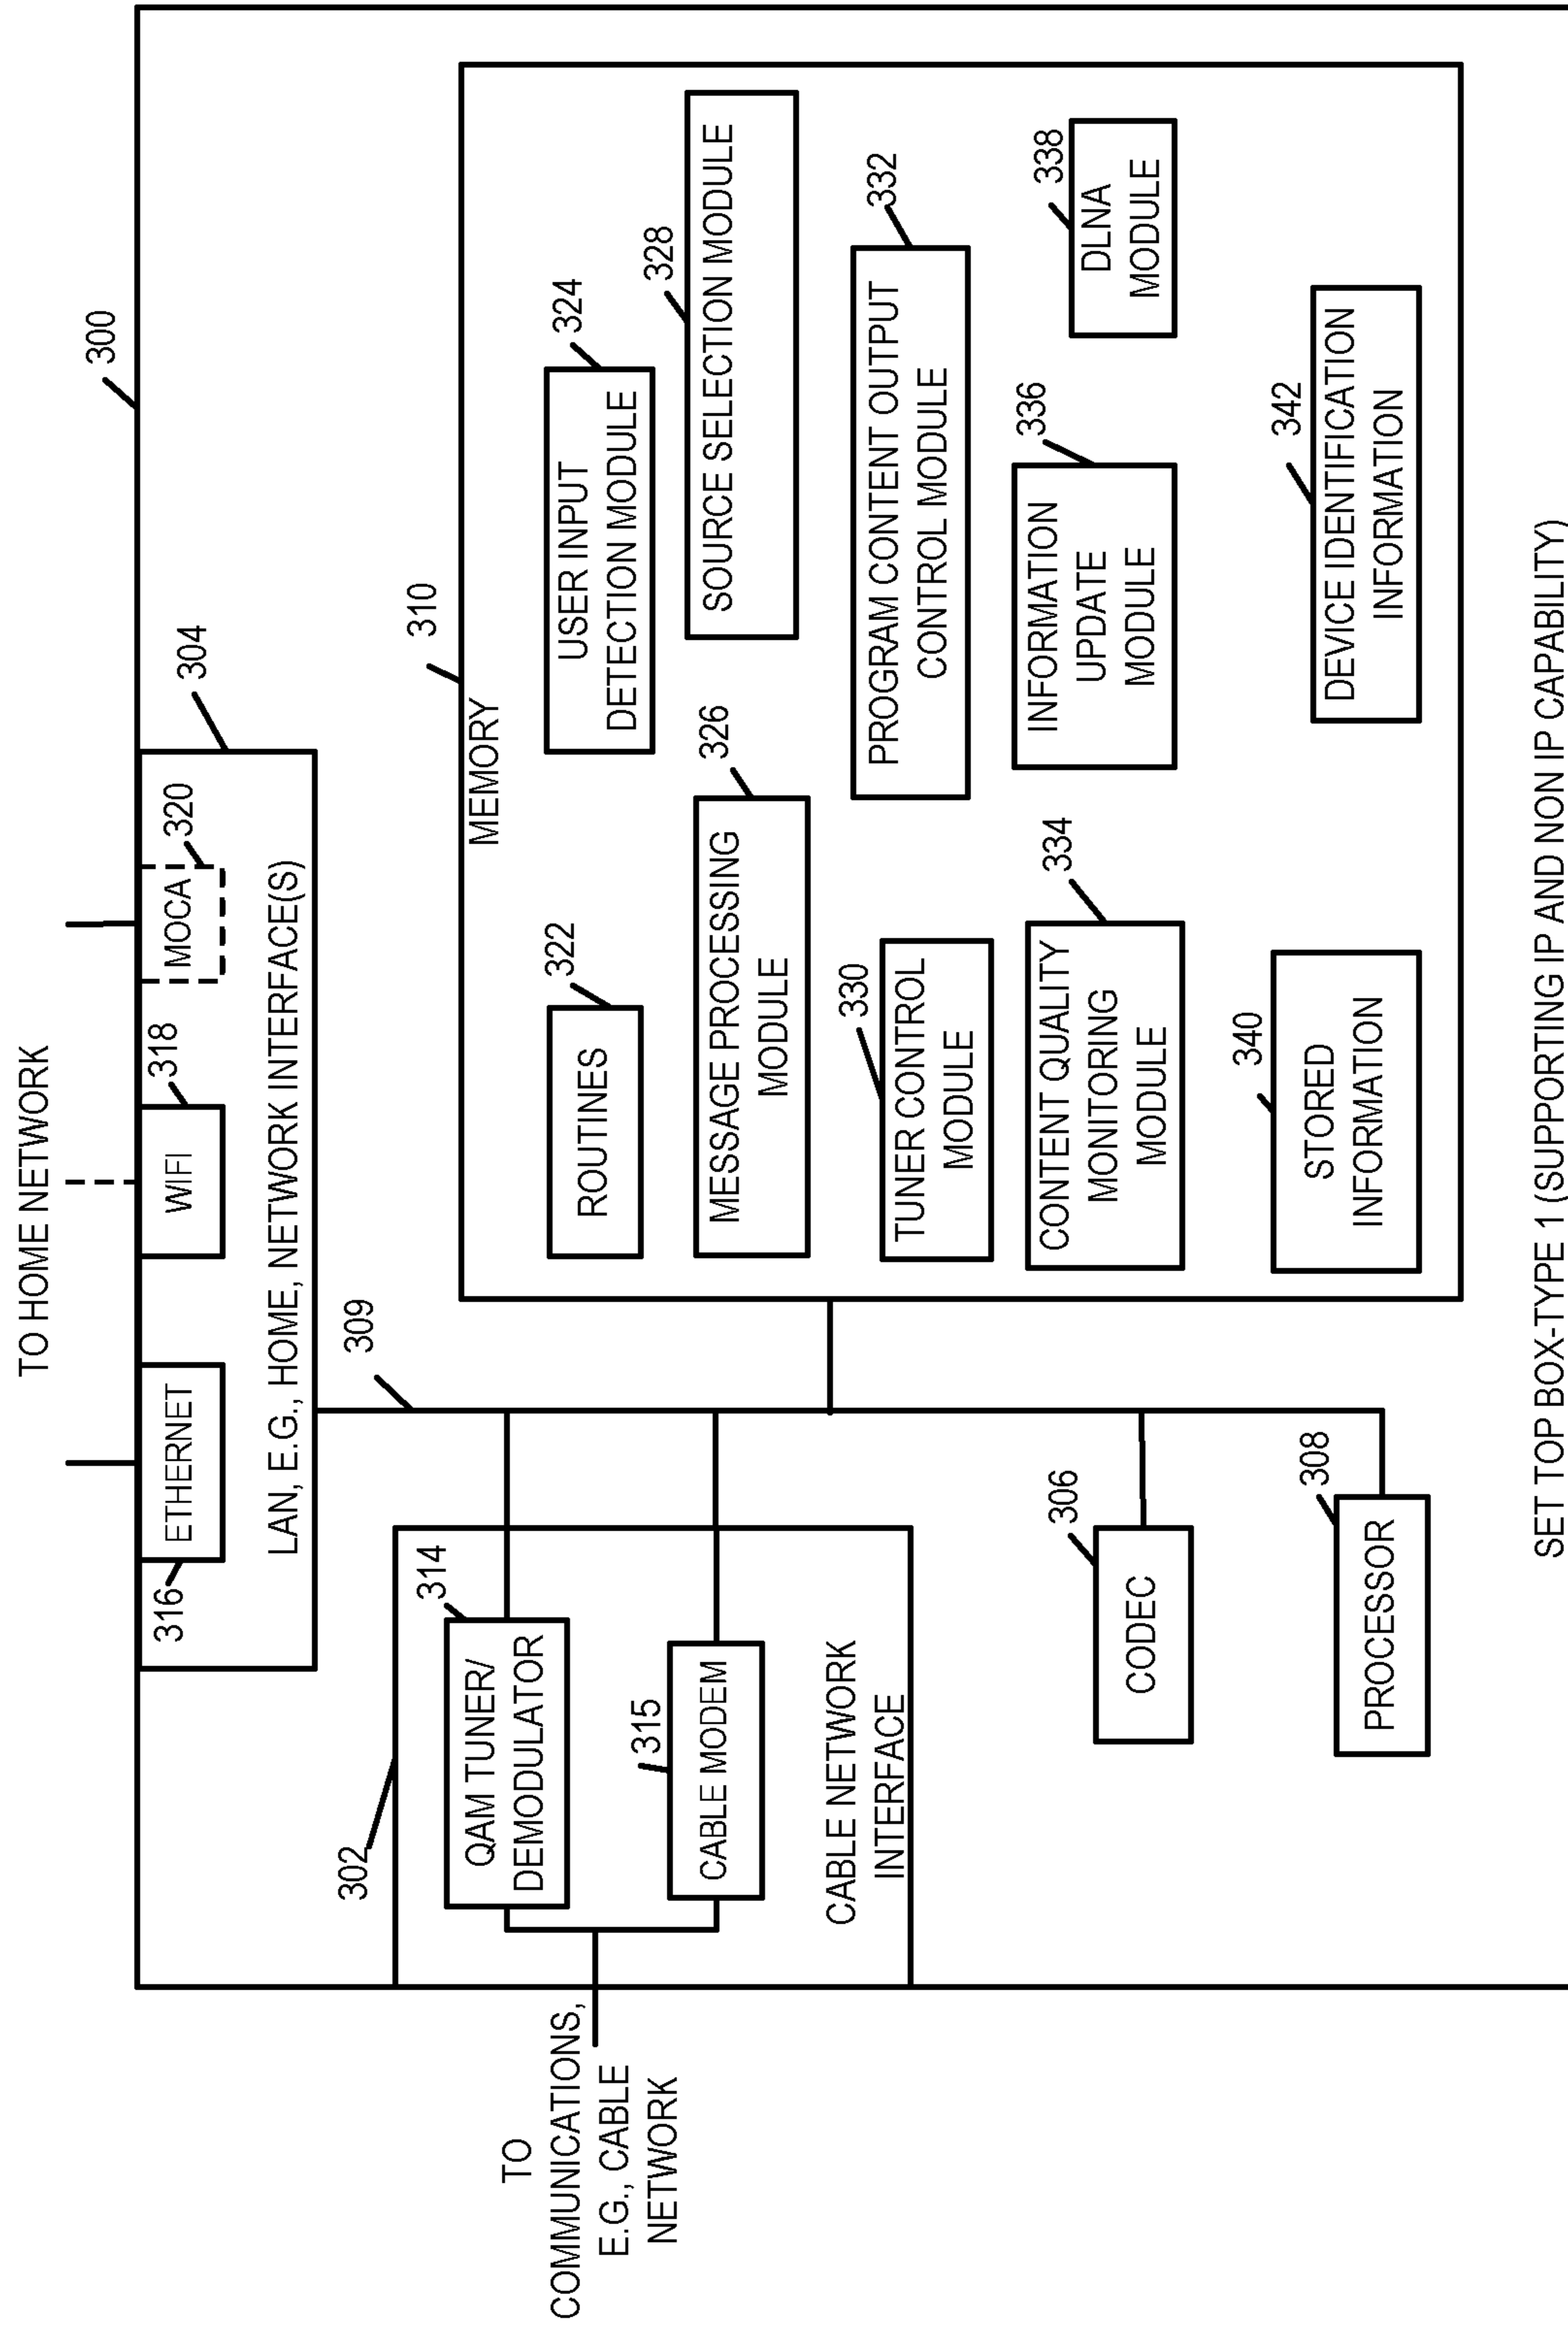 TO HOME NETWORK
300
304
316
ETHERNET
318
WIFI
320
MOCA
LAN, E.G., HOME, NETWORK INTERFACE(S)
309
302
314
QAM TUNER/
DEMODULATOR
315
CABLE MODEM
CABLE NETWORK
INTERFACE
TO
COMMUNICATIONS,
E.G., CABLE
NETWORK
306
CODEC
308
PROCESSOR
310
MEMORY
322
ROUTINES
324
USER INPUT
DETECTION MODULE
326
MESSAGE PROCESSING
MODULE
328
SOURCE SELECTION MODULE
330
TUNER CONTROL
MODULE
332
PROGRAM CONTENT OUTPUT
CONTROL MODULE
334
CONTENT QUALITY
MONITORING
MODULE
336
INFORMATION
UPDATE
MODULE
338
DLNA
MODULE
340
STORED
INFORMATION
342
DEVICE IDENTIFICATION
INFORMATION
SET TOP BOX-TYPE 1 (SUPPORTING IP AND NON IP CAPABILITY)